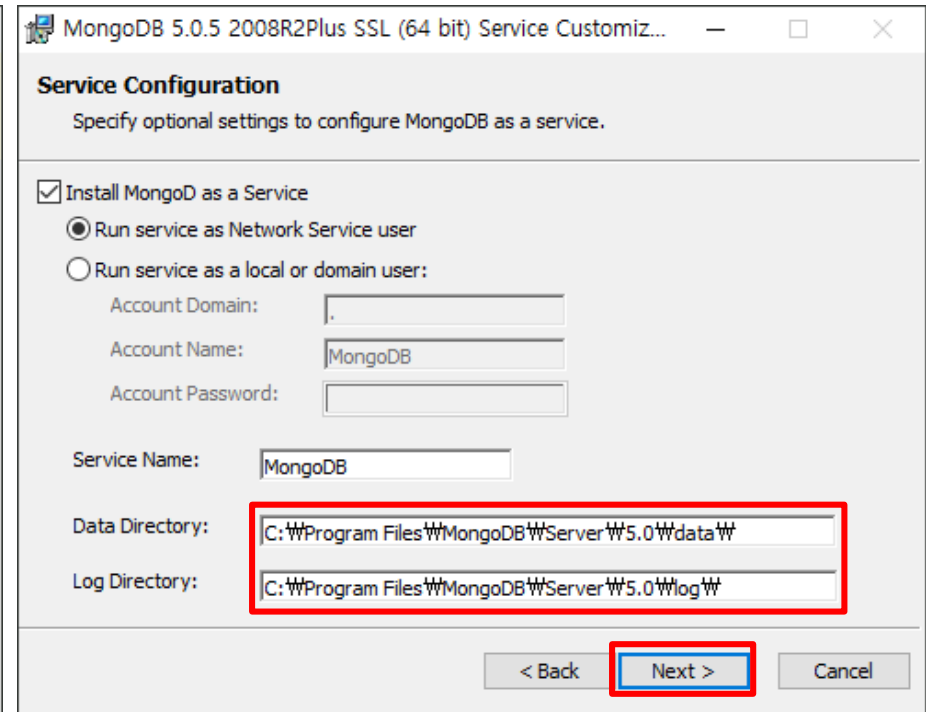 MongoDB 5.0.5 2008R2Plus SSL (64 bit) Service Customiz...
Service Configuration
Specify optional settings to configure MongoDB as a service.
Install MongoD as a Service
Run service as Network Service user
Run service as a local or domain user:
Account Domain: .
Account Name: MongoDB
Account Password:
Service Name: MongoDB
Data Directory: C:₩Program Files₩MongoDB₩Server₩5.0₩data₩
Log Directory: C:₩Program Files₩MongoDB₩Server₩5.0₩log₩
< Back Next > Cancel